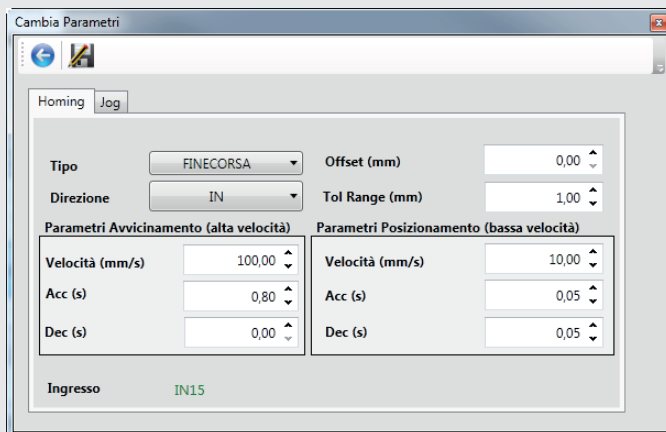 Cambia Parametri
Homing Jog
Tipo FINECORSA Offset (mm) 0,00
Direzione IN Tol Range (mm) 1,00
Parametri Avvicinamento (alta velocità) Parametri Posizionamento (bassa velocità)
Velocità (mm/s) 100,00 Velocità (mm/s) 10,00
Acc (s) 0,80 Acc (s) 0,05
Dec (s) 0,00 Dec (s) 0,05
Ingresso IN15